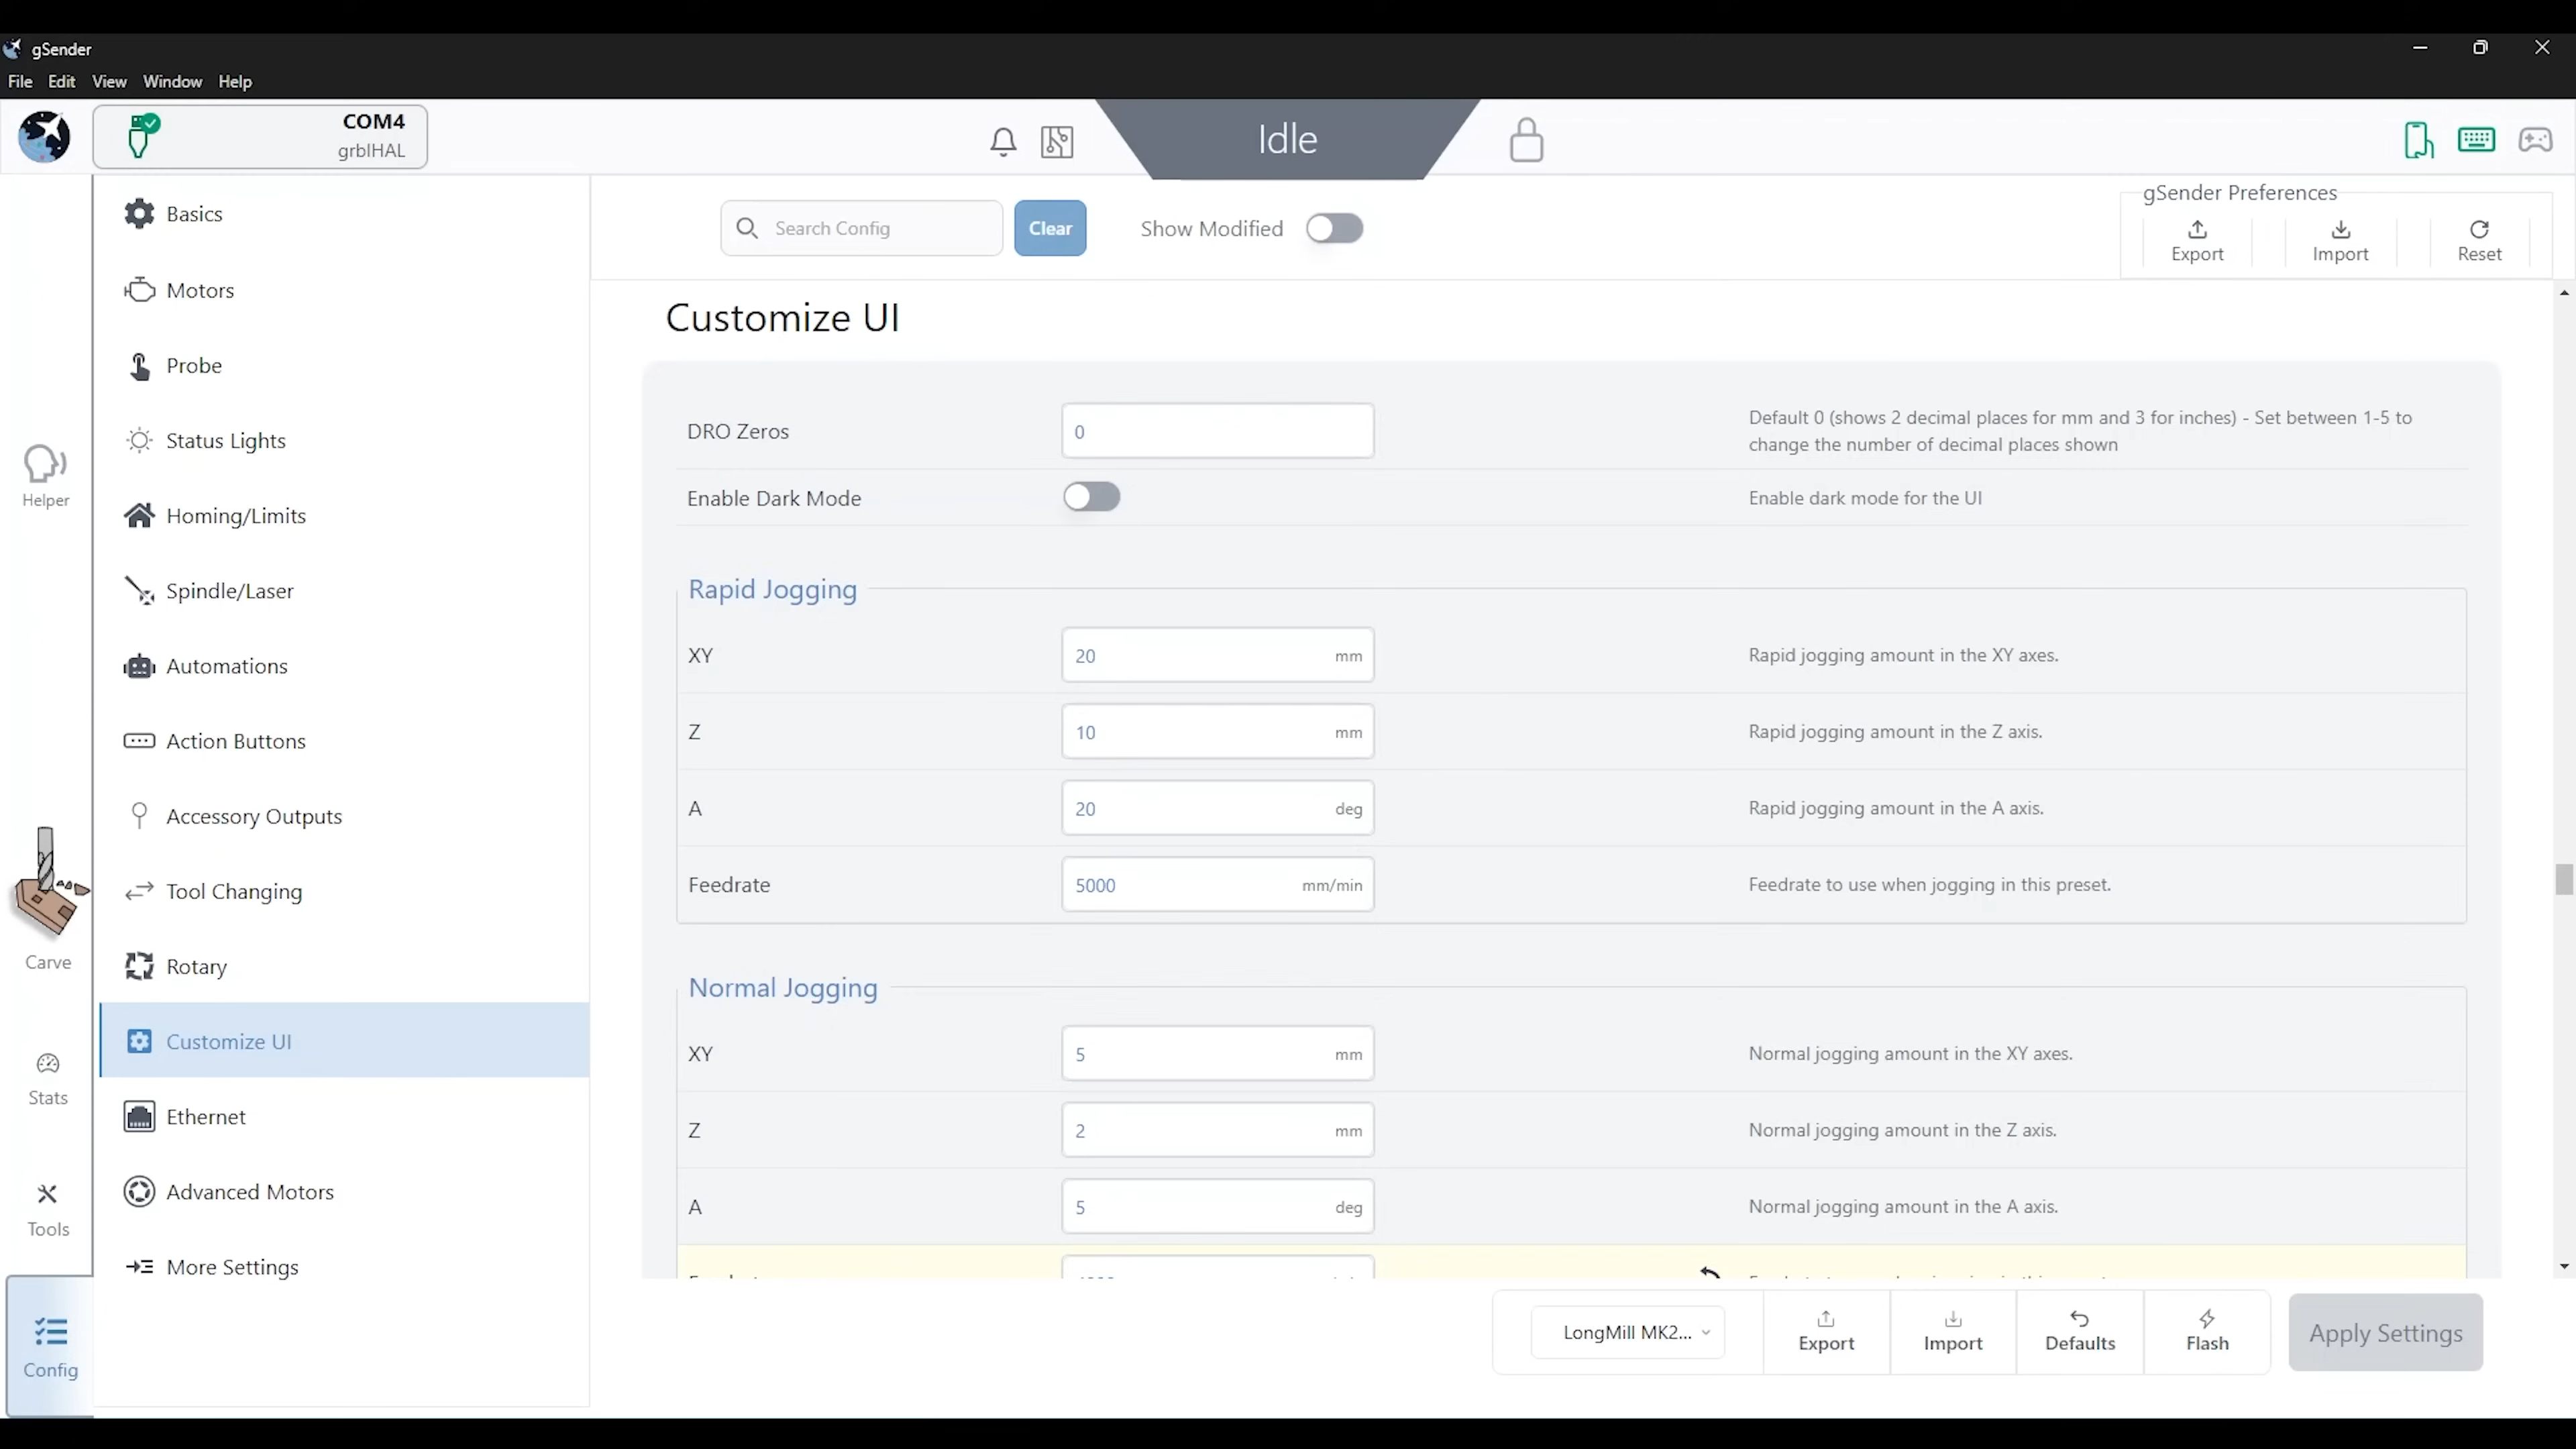 gSender
File Edit View Window Help
COM4
grblHAL
Idle
Basics
Motors
Probe
Status Lights
Homing/Limits
Spindle/Laser
Automations
Action Buttons
Accessory Outputs
Tool Changing
Rotary
Customize UI
Ethernet
Advanced Motors
More Settings
Helper
Carve
Stats
Tools
Config
Search Config
Clear
Show Modified
gSender Preferences
Export
Import
Reset
Customize UI
DRO Zeros
0
Default 0 (shows 2 decimal places for mm and 3 for inches) - Set between 1-5 to
change the number of decimal places shown
Enable Dark Mode
Enable dark mode for the UI
Rapid Jogging
XY
20 mm
Rapid jogging amount in the XY axes.
Z
10 mm
Rapid jogging amount in the Z axis.
A
20 deg
Rapid jogging amount in the A axis.
Feedrate
5000 mm/min
Feedrate to use when jogging in this preset.
Normal Jogging
XY
5 mm
Normal jogging amount in the XY axes.
Z
2 mm
Normal jogging amount in the Z axis.
A
5 deg
Normal jogging amount in the A axis.
LongMill MK2...
Export
Import
Defaults
Flash
Apply Settings